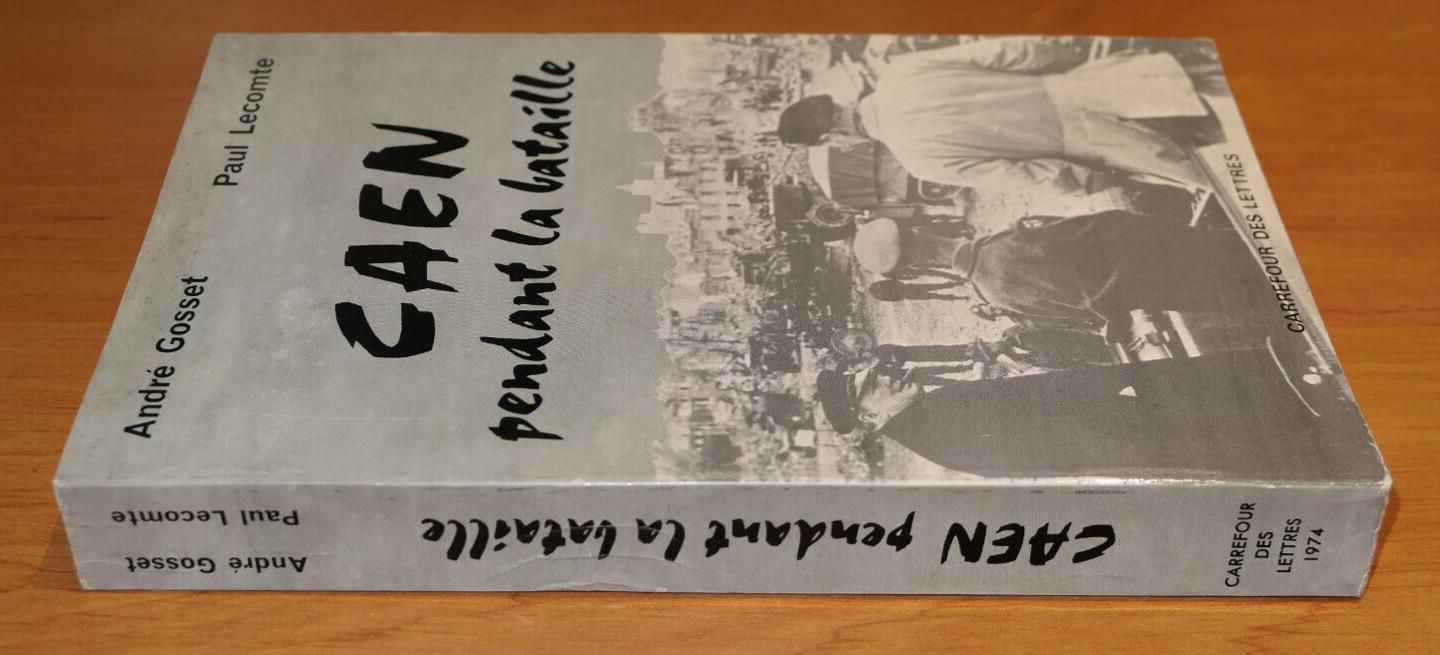 André Gosset
Paul Lecomte
CAEN
pendant la bataille
CARREFOUR DES LETTRES
André Gosset
Paul Lecomte
CAEN pendant la bataille
CARREFOUR
DES
LETTRES
1974